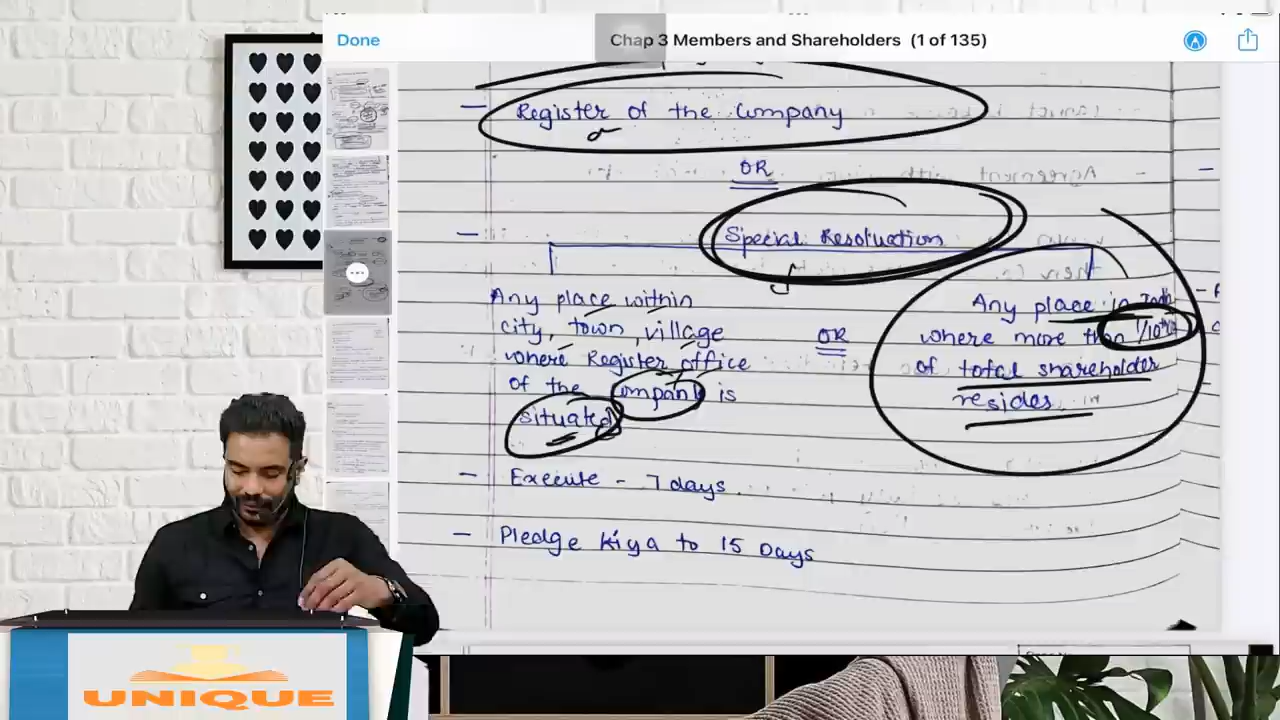 Done
Chap 3 Members and Shareholders (1 of 135)
– Register of the Company
OR
– Special Resoluation
Any place within
city, town, village
where Register office
of the Company is
situated
OR
Any place in
where more than 1/10th
of total shareholder
resides
– Execute - 7 days
– Pledge kiya to 15 Days
UNIQUE